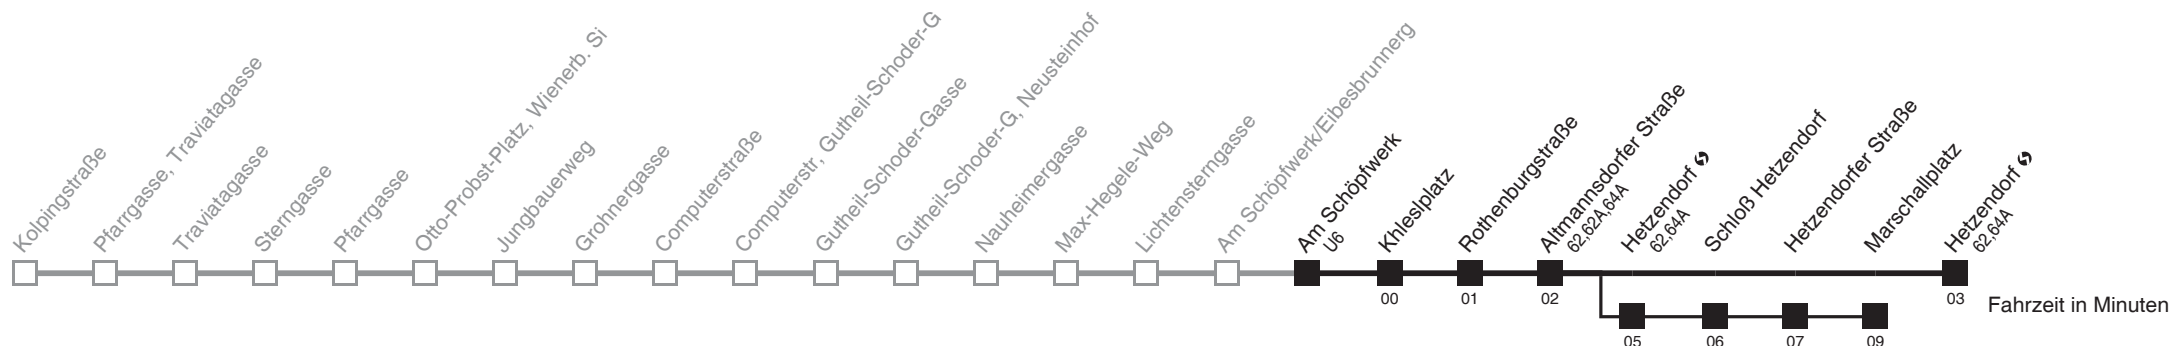 Kolpingstraße
Pfarrgasse, Traviatagasse
Traviatagasse
Sterngasse
Pfarrgasse
Otto-Probst-Platz, Wienerb. Si
Jungbauerweg
Grohnergasse
Computerstraße
Computerstr, Gutheil-Schoder-G
Gutheil-Schoder-Gasse
Gutheil-Schoder-G, Neusteinhof
Nauheimergasse
Max-Hegele-Weg
Lichtensterngasse
Am Schöpfwerk/Eibesbrunnerg
Am Schöpfwerk
U6
Khleslplatz
Rothenburgstraße
Altmannsdorfer Straße
62,62A,64A
Hetzendorf
62,64A
Schloß Hetzendorf
Hetzendorfer Straße
Marschallplatz
Hetzendorf
62,64A
00 01 02 03
Fahrzeit in Minuten
05 06 07 09